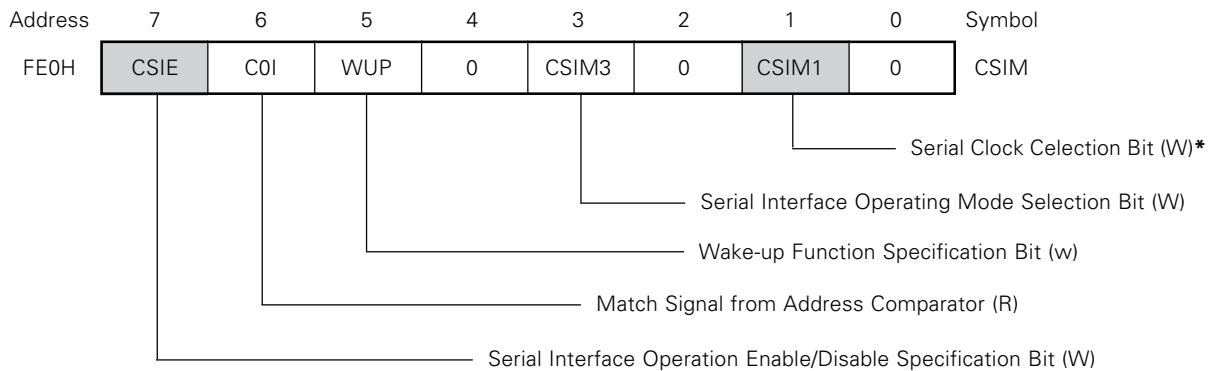 Address 7 6 5 4 3 2 1 0 Symbol
FE0H CSIE C0I WUP 0 CSIM3 0 CSIM1 0 CSIM
Serial Clock Celection Bit (W)*
Serial Interface Operating Mode Selection Bit (W)
Wake-up Function Specification Bit (w)
Match Signal from Address Comparator (R)
Serial Interface Operation Enable/Disable Specification Bit (W)